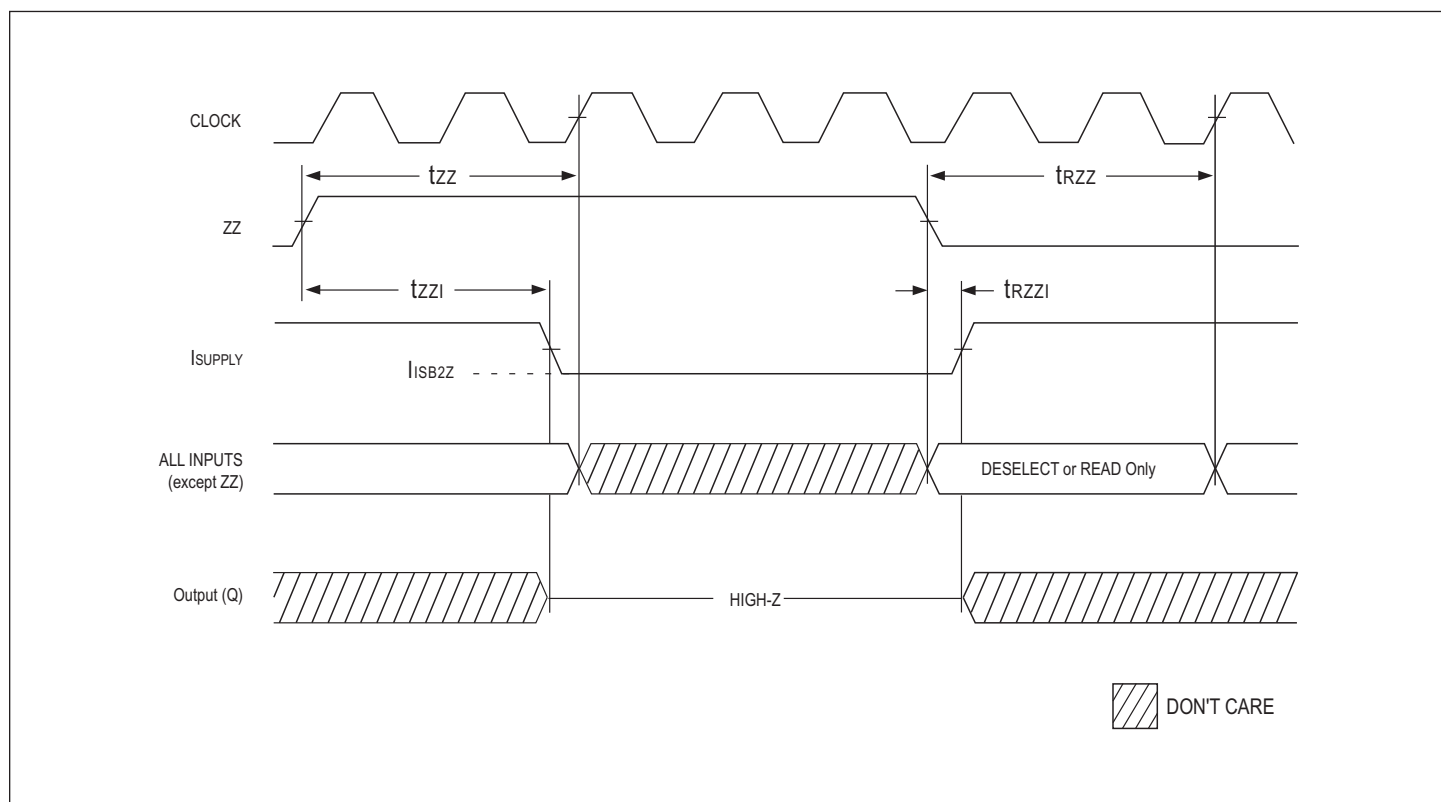 CLOCK
tZZ
tRZZ
ZZ
tZZI
tRZZI
ISUPPLY
IISB2Z
ALL INPUTS
(except ZZ)
DESELECT or READ Only
Output (Q)
HIGH-Z
DON'T CARE